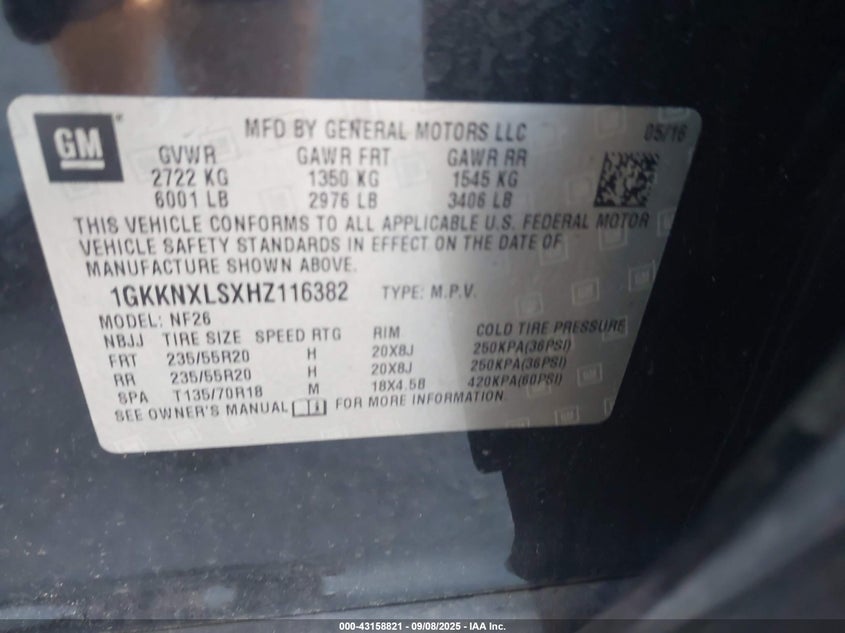 GM
MFD BY GENERAL MOTORS LLC 05/16
GVWR GAWR FRT GAWR RR
2722 KG 1350 KG 1545 KG
6001 LB 2976 LB 3406 LB
THIS VEHICLE CONFORMS TO ALL APPLICABLE U.S. FEDERAL MOTOR
VEHICLE SAFETY STANDARDS IN EFFECT ON THE DATE OF
MANUFACTURE SHOWN ABOVE.
1GKKNXLSXHZ116382 TYPE: M.P.V.
MODEL: NF26
NBJJ TIRE SIZE SPEED RTG RIM COLD TIRE PRESSURE
FRT 235/55R20 H 20X8J 250KPA(36PSI)
RR 235/55R20 H 20X8J 250KPA(36PSI)
SPA T135/70R18 M 18X4.5B 420KPA(60PSI)
SEE OWNER'S MANUAL FOR MORE INFORMATION.
000-43158821 - 09/08/2025 - IAA Inc.